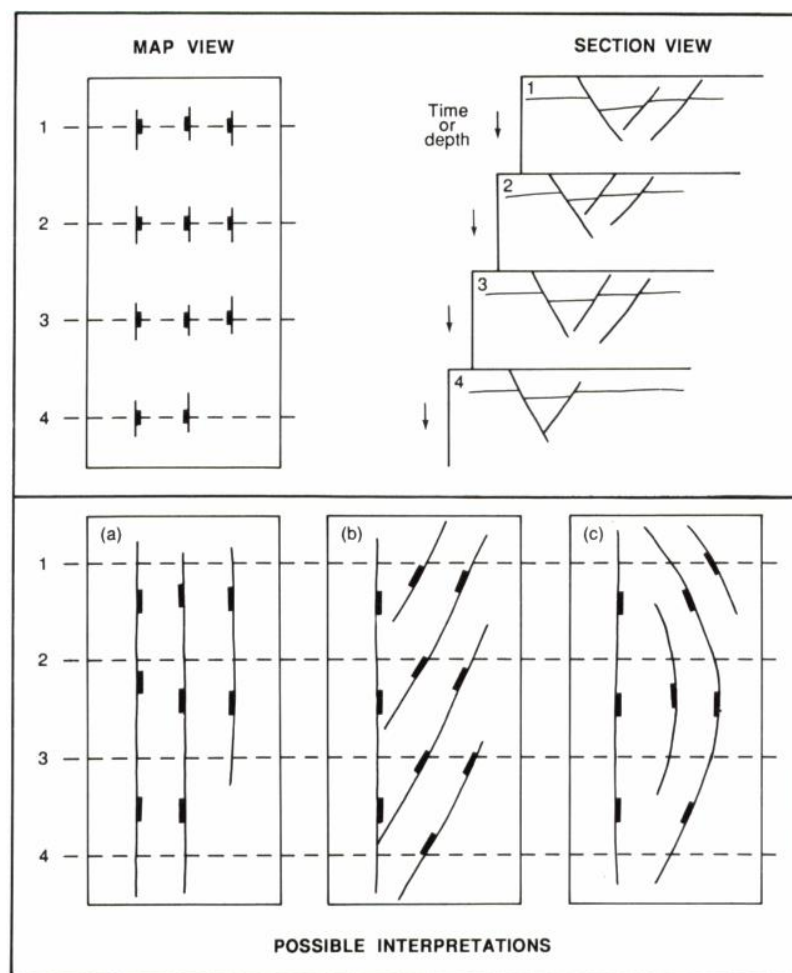 MAP VIEW
SECTION VIEW
1
2
3
4
Time
or
depth
1
2
3
4
(a)
(b)
(c)
1
2
3
4
POSSIBLE INTERPRETATIONS